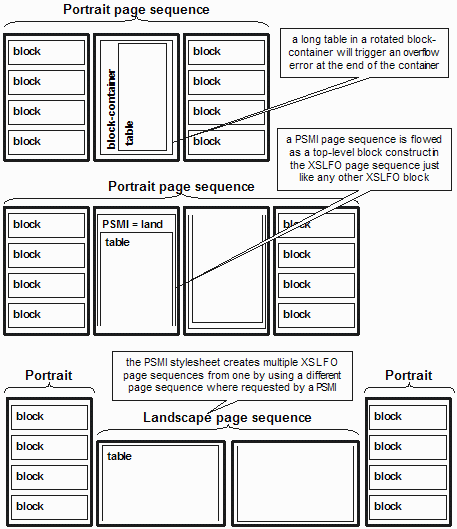 Portrait page sequence
block
block
block
block
block-container
table
block
block
block
block
a long table in a rotated block-
container will trigger an overflow
error at the end of the container
a PSMI page sequence is flowed
as a top-level block constructin
the XSLFO page sequence just
like any other XSLFO block
Portrait page sequence
block
block
block
block
PSMI = land
table
block
block
block
block
the PSMI stylesheet creates multiple XSLFO
page sequences from one by using a different
page sequence where requested by a PSMI
Portrait
block
block
block
block
Landscape page sequence
table
Portrait
block
block
block
block